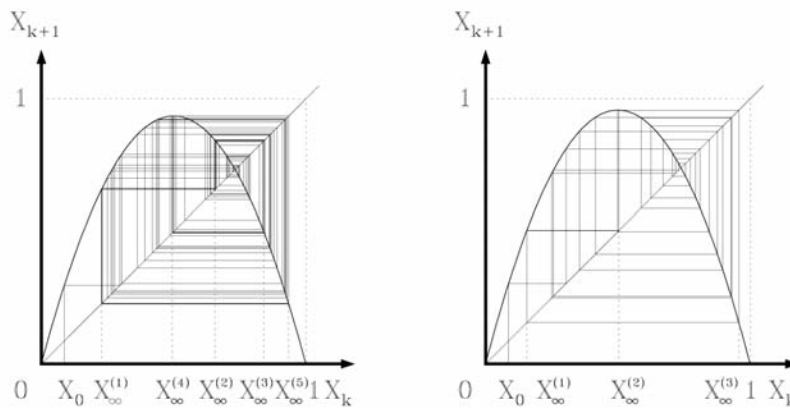 X_{k+1}
1
0 X_0 X_∞^{(1)} X_∞^{(4)} X_∞^{(2)} X_∞^{(3)} X_∞^{(5)} 1 X_k
X_{k+1}
1
0 X_0 X_∞^{(1)} X_∞^{(2)} X_∞^{(3)} 1 X_k